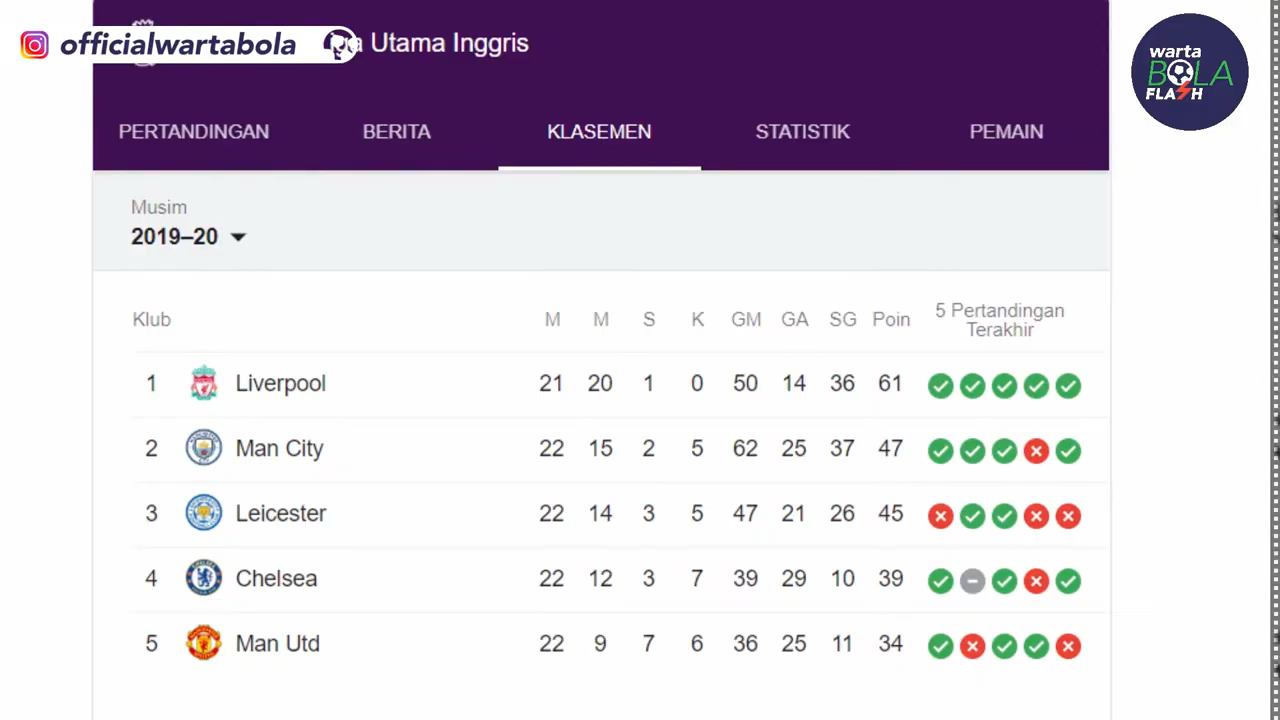 officialwartabola
Utama Inggris
warta
BOLA
FLASH
PERTANDINGAN BERITA KLASEMEN STATISTIK PEMAIN
Musim
2019–20
Klub M M S K GM GA SG Poin 5 Pertandingan Terakhir
1 Liverpool 21 20 1 0 50 14 36 61
2 Man City 22 15 2 5 62 25 37 47
3 Leicester 22 14 3 5 47 21 26 45
4 Chelsea 22 12 3 7 39 29 10 39
5 Man Utd 22 9 7 6 36 25 11 34